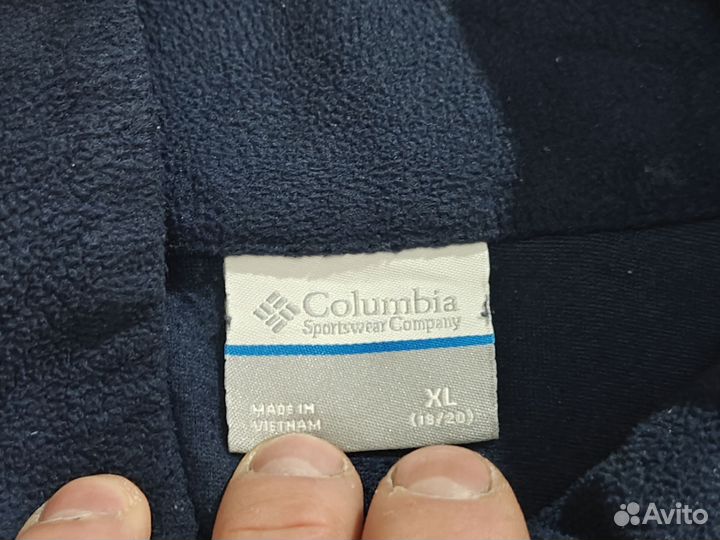 Columbia
Sportswear Company
XL
(18/20)
MADE IN
VIETNAM
Avito